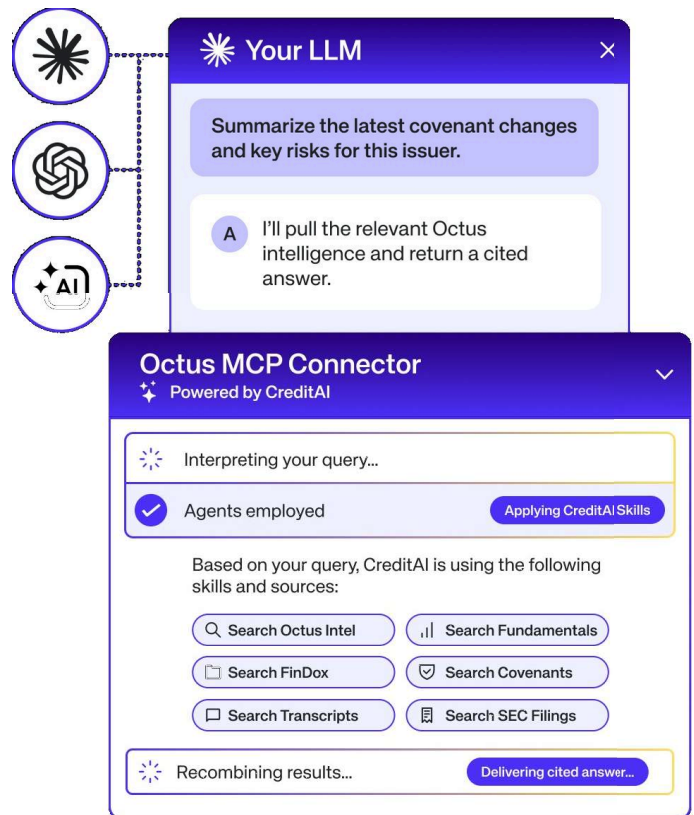 Your LLM
Summarize the latest covenant changes
and key risks for this issuer.
A
I'll pull the relevant Octus
intelligence and return a cited
answer.
AI
Octus MCP Connector
Powered by CreditAI
Interpreting your query...
Agents employed
Applying CreditAI Skills
Based on your query, CreditAI is using the following
skills and sources:
Search Octus Intel
Search Fundamentals
Search FinDox
Search Covenants
Search Transcripts
Search SEC Filings
Recombining results...
Delivering cited answer...